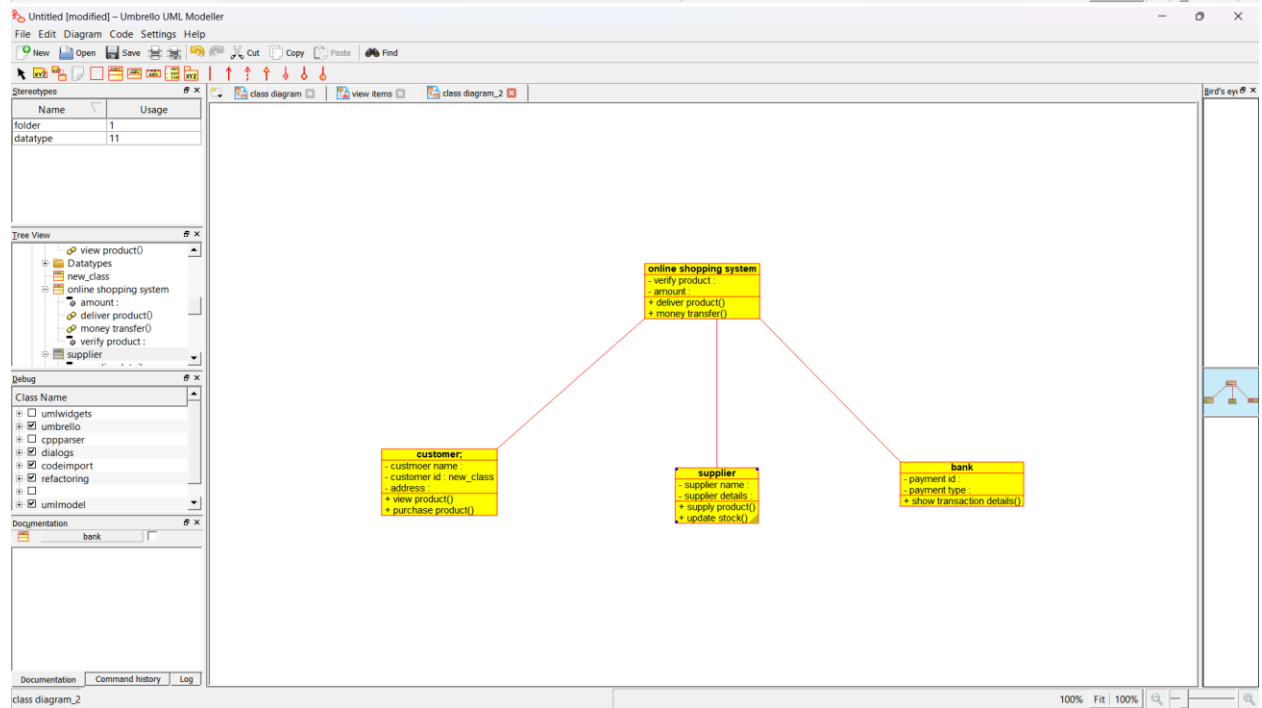 Untitled [modified] – Umbrello UML Modeller
File Edit Diagram Code Settings Help
New Open Save Cut Copy Paste Find
Stereotypes
Name Usage
folder 1
datatype 11
Tree View
view product()
Datatypes
new_class
online shopping system
amount :
deliver product()
money transfer()
verify product :
supplier
Debug
Class Name
umlwidgets
umbrello
cppparser
dialogs
codeimport
refactoring
umlmodel
Documentation
bank
Documentation Command history Log
class diagram_2
class diagram view items class diagram_2
online shopping system
- verify product :
- amount :
+ deliver product()
+ money transfer()
customer;
- custmoer name :
- customer id : new_class
- address :
+ view product()
+ purchase product()
supplier
- supplier name :
- supplier details :
+ supply product()
+ update stock()
bank
- payment id :
- payment type :
+ show transaction details()
Bird's ey
100% Fit 100%